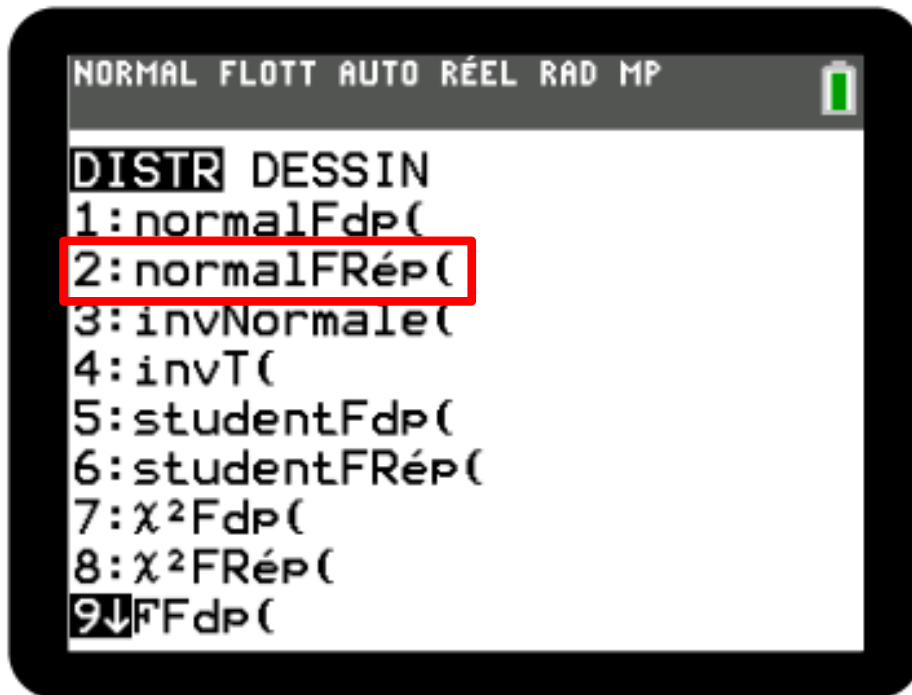 NORMAL FLOTT AUTO RÉEL RAD MP
DISTR DESSIN
1:normalFdp(
2:normalFRép(
3:invNormale(
4:invT(
5:studentFdp(
6:studentFRép(
7:χ²Fdp(
8:χ²FRép(
9↓FFdp(